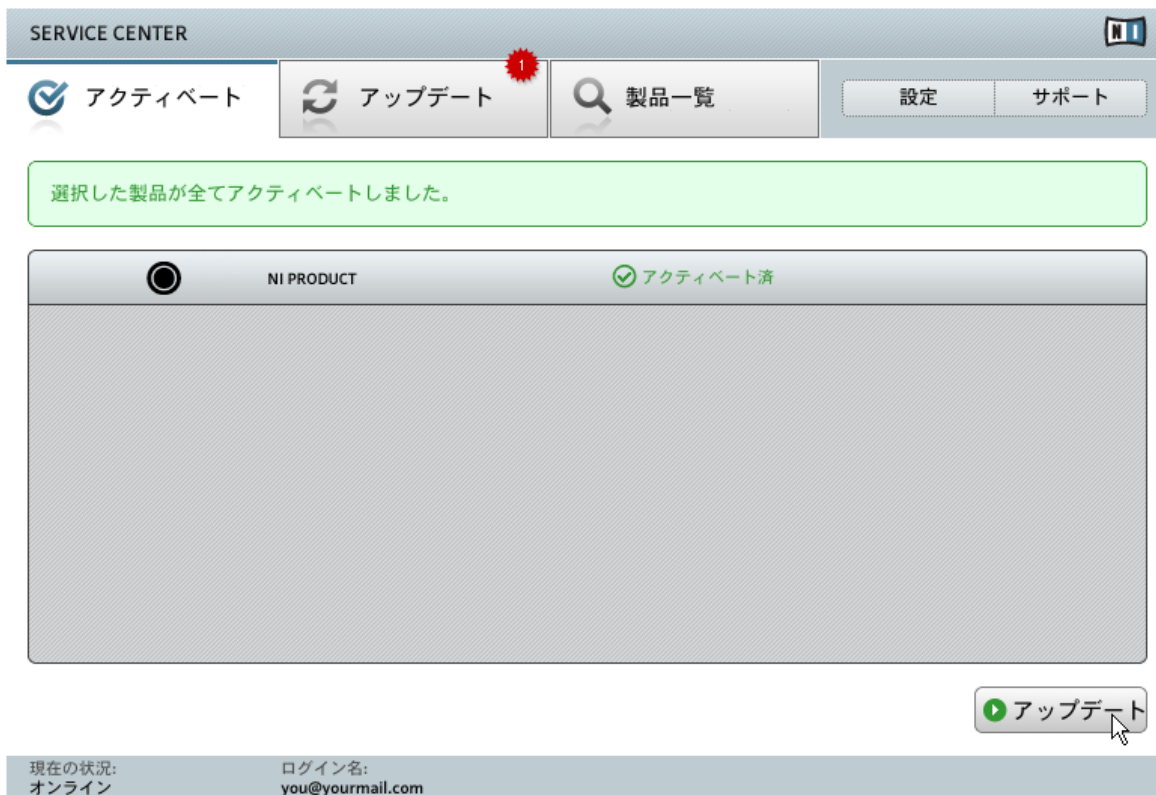 SERVICE CENTER
NI
アクティベート
アップデート
1
製品一覧
設定
サポート
選択した製品が全てアクティベートしました。
NI PRODUCT
アクティベート済
アップデート
現在の状況:
オンライン
ログイン名:
you@yourmail.com